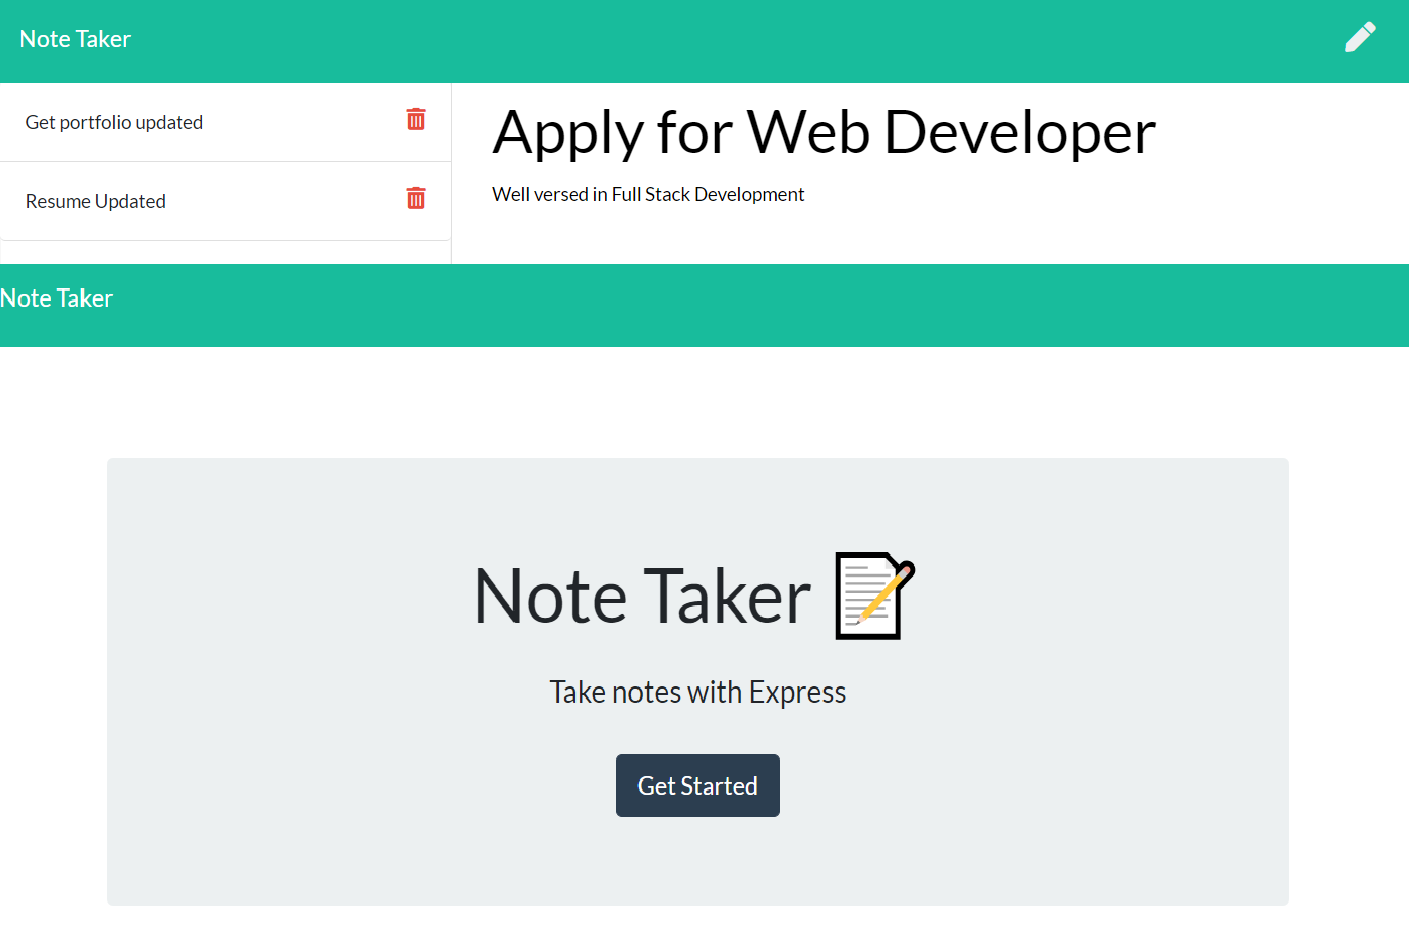 Note Taker
Get portfolio updated
Resume Updated
Apply for Web Developer
Well versed in Full Stack Development
Note Taker
Note Taker
Take notes with Express
Get Started